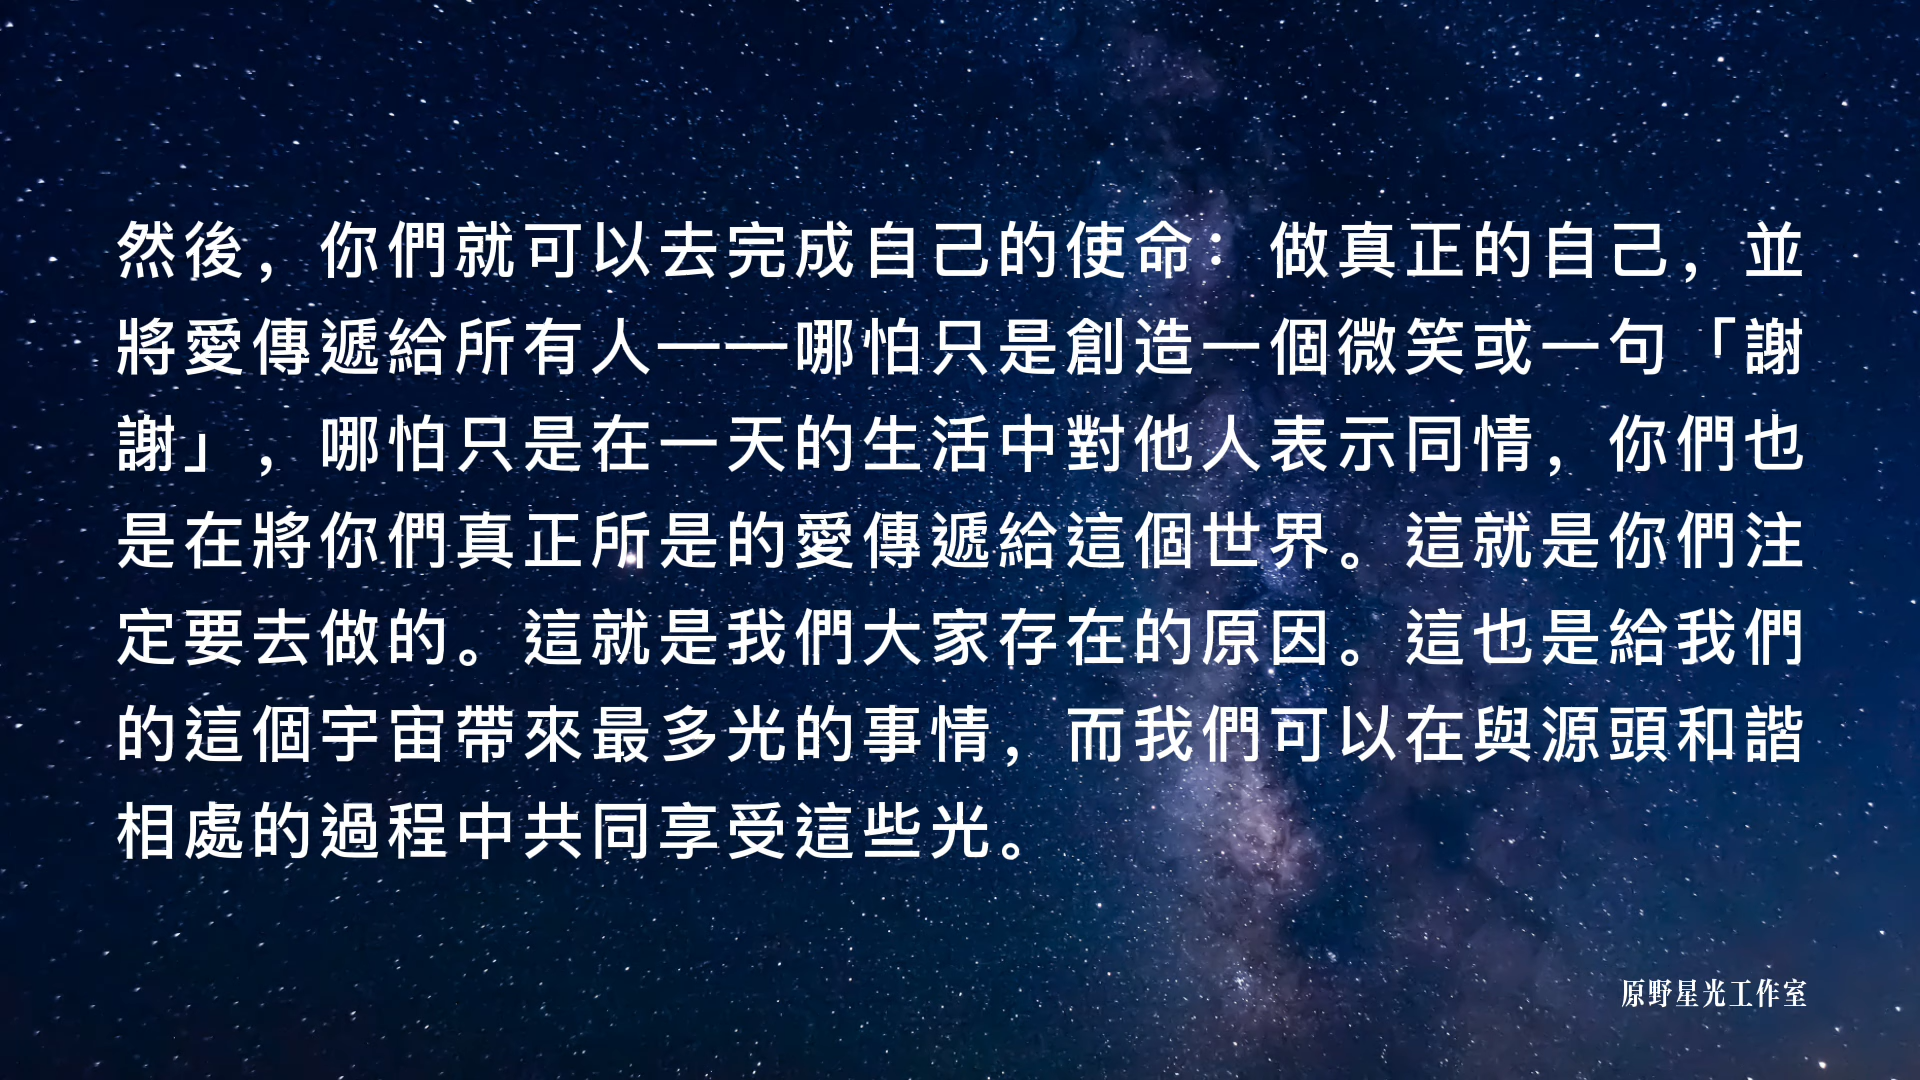 然後，你們就可以去完成自己的使命：做真正的自己，並
將愛傳遞給所有人——哪怕只是創造一個微笑或一句「謝
謝」，哪怕只是在一天的生活中對他人表示同情，你們也
是在將你們真正所是的愛傳遞給這個世界。這就是你們注
定要去做的。這就是我們大家存在的原因。這也是給我們
的這個宇宙帶來最多光的事情，而我們可以在與源頭和諧
相處的過程中共同享受這些光。
原野星光工作室